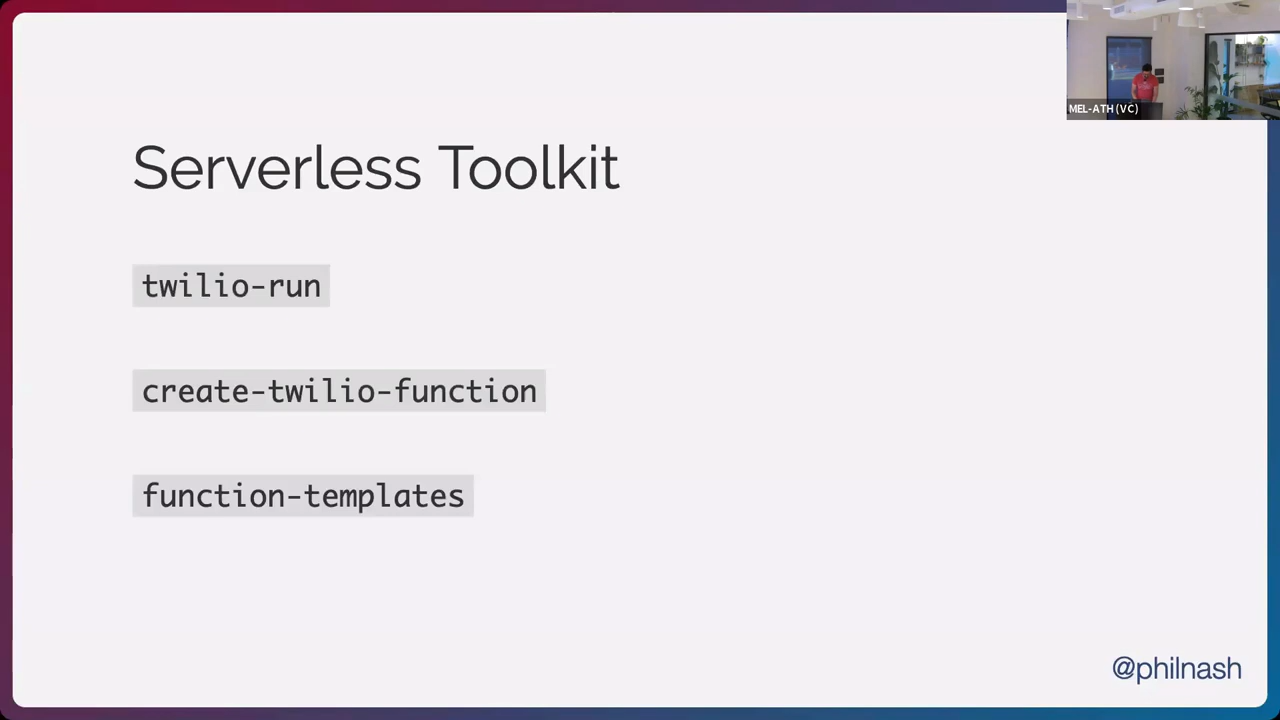 MEL-ATH (VC)
Serverless Toolkit
twilio-run
create-twilio-function
function-templates
@philnash